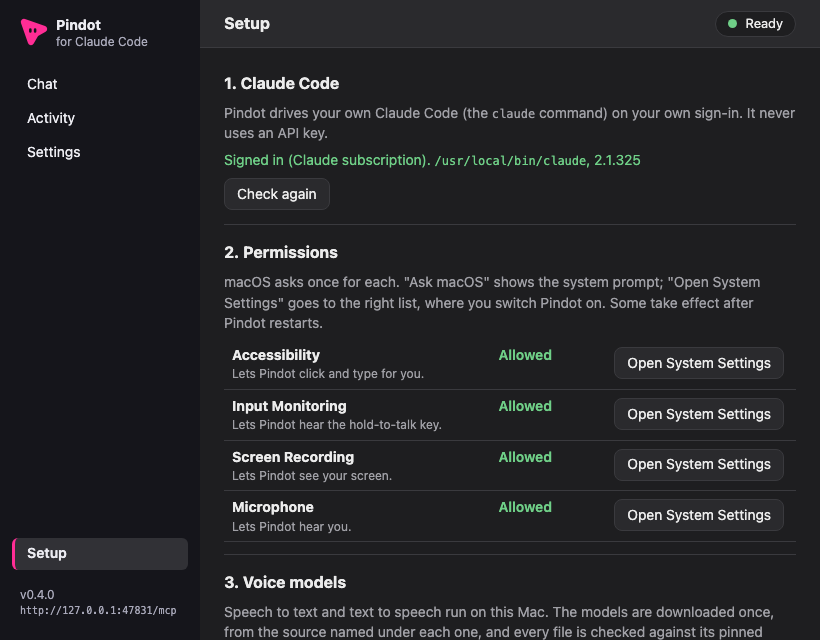 Pindot
for Claude Code
Chat
Activity
Settings
Setup
v0.4.0
http://127.0.0.1:47831/mcp
Setup
Ready
1. Claude Code
Pindot drives your own Claude Code (the claude command) on your own sign-in. It never
uses an API key.
Signed in (Claude subscription). /usr/local/bin/claude, 2.1.325
Check again
2. Permissions
macOS asks once for each. "Ask macOS" shows the system prompt; "Open System
Settings" goes to the right list, where you switch Pindot on. Some take effect after
Pindot restarts.
Accessibility
Lets Pindot click and type for you.
Allowed
Open System Settings
Input Monitoring
Lets Pindot hear the hold-to-talk key.
Allowed
Open System Settings
Screen Recording
Lets Pindot see your screen.
Allowed
Open System Settings
Microphone
Lets Pindot hear you.
Allowed
Open System Settings
3. Voice models
Speech to text and text to speech run on this Mac. The models are downloaded once,
from the source named under each one, and every file is checked against its pinned